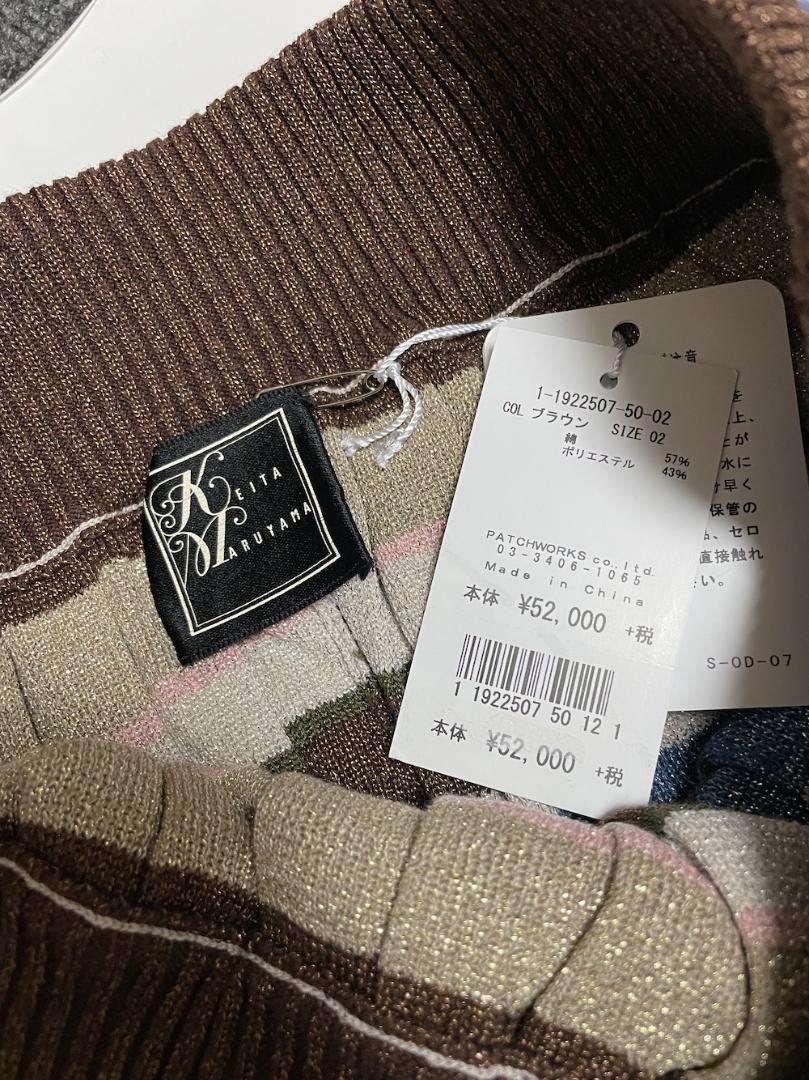 KEITA
MARUYAMA
1-1922507-50-02
COL ブラウン SIZE 02
綿 57%
ポリエステル 43%
PATCHWORKS co.,ltd.
03-3406-1065
Made in China
本体 ¥52,000 +税
1 1922507 50 12 1
本体 ¥52,000 +税
を
上、
とが
水に
け早く
保管の
セロ
直接触れ
い。
S-OD-07